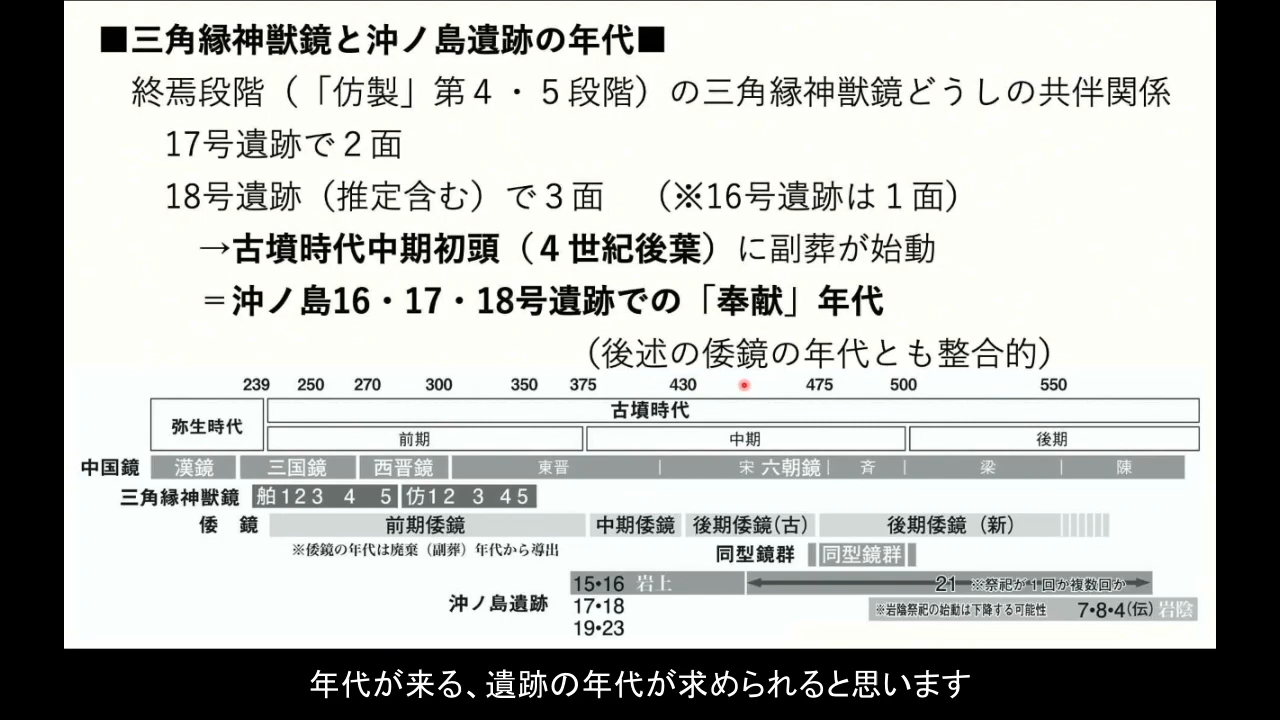 ■三角縁神獣鏡と沖ノ島遺跡の年代■
終焉段階（「仿製」第４・５段階）の三角縁神獣鏡どうしの共伴関係
17号遺跡で２面
18号遺跡（推定含む）で３面　（※16号遺跡は１面）
→古墳時代中期初頭（４世紀後葉）に副葬が始動
＝沖ノ島16・17・18号遺跡での「奉献」年代
（後述の倭鏡の年代とも整合的）
239 250 270 300 350 375 430 475 500 550
弥生時代 古墳時代
前期 中期 後期
中国鏡 漢鏡 三国鏡 西晋鏡 東晋 宋 六朝鏡 斉 梁 陳
三角縁神獣鏡 舶123 4 5 仿12 3 45
倭 鏡 前期倭鏡 中期倭鏡 後期倭鏡(古) 後期倭鏡（新）
※倭鏡の年代は廃棄（副葬）年代から導出
同型鏡群 同型鏡群
沖ノ島遺跡 15•16 岩上 21 ※祭祀が１回か複数回か
17•18 ※岩陰祭祀の始動は下降する可能性 7•8•4(伝) 岩陰
19•23
年代が来る、遺跡の年代が求められると思います